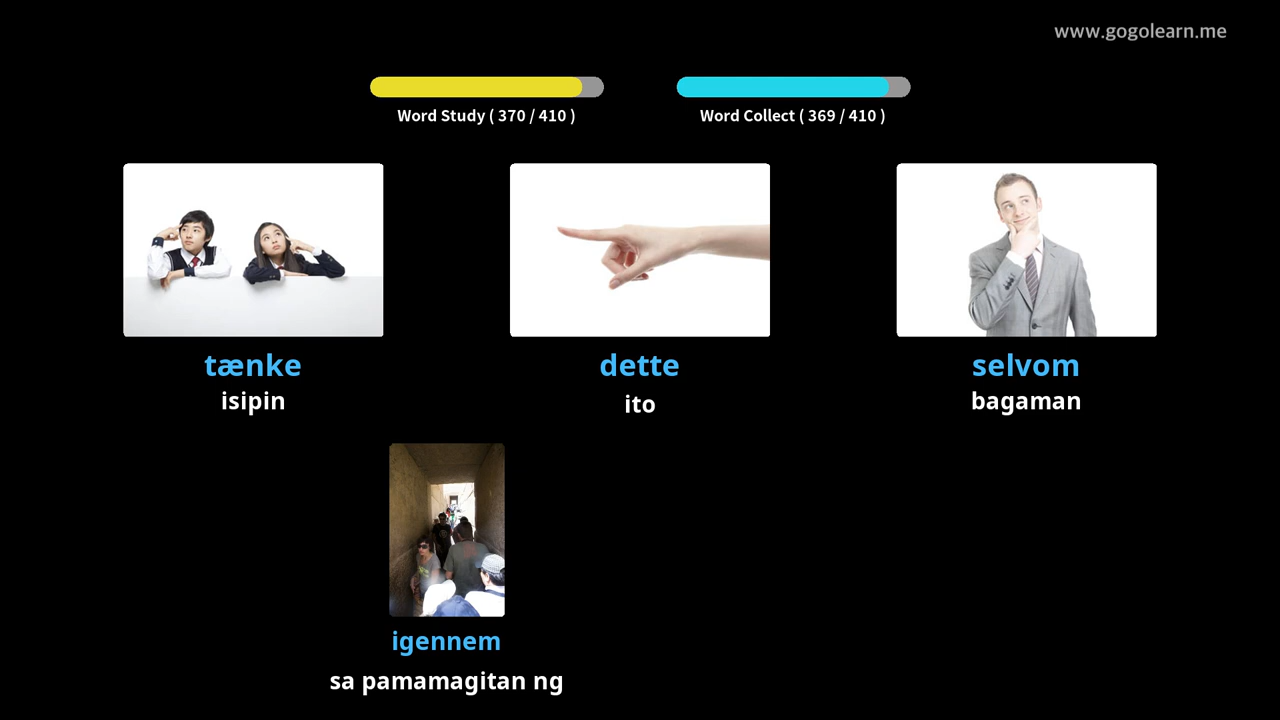 www.gogolearn.me
Word Study ( 370 / 410 )
Word Collect ( 369 / 410 )
tænke
isipin
dette
ito
selvom
bagaman
igennem
sa pamamagitan ng